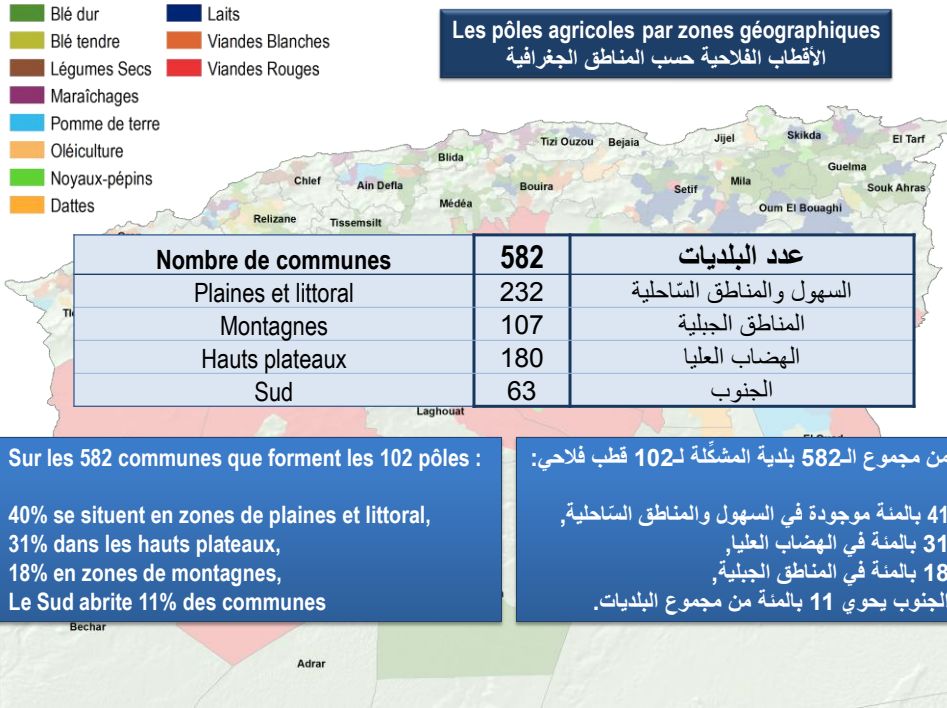 Blé dur
Blé tendre
Légumes Secs
Maraîchages
Pomme de terre
Oléiculture
Noyaux-pépins
Dattes
Laits
Viandes Blanches
Viandes Rouges
Les pôles agricoles par zones géographiques
الأقطاب الفلاحية حسب المناطق الجغرافية
Tizi Ouzou
Bejaia
Jijel
Skikda
El Tarf
Blida
Guelma
Chlef
Ain Defla
Bouira
Setif
Mila
Souk Ahras
Médéa
Oum El Bouaghi
Relizane
Tissemsilt
Nombre de communes 582 عدد البلديات
Plaines et littoral 232 السهول والمناطق السّاحلية
Montagnes 107 المناطق الجبلية
Hauts plateaux 180 الهضاب العليا
Sud 63 الجنوب
Laghouat
Sur les 582 communes que forment les 102 pôles :
40% se situent en zones de plaines et littoral,
31% dans les hauts plateaux,
18% en zones de montagnes,
Le Sud abrite 11% des communes
من مجموع الـ582 بلدية المشكِّلة لـ102 قطب فلاحي:
41 بالمئة موجودة في السهول والمناطق السّاحلية,
31 بالمئة في الهضاب العليا,
18 بالمئة في المناطق الجبلية,
الجنوب يحوي 11 بالمئة من مجموع البلديات.
Bechar
Adrar